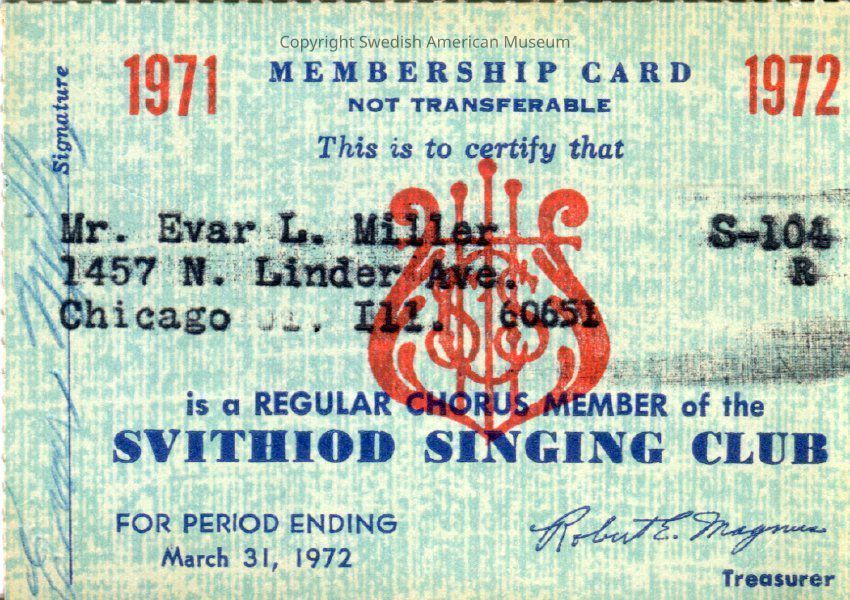 Copyright Swedish American Museum
1971
MEMBERSHIP CARD
1972
NOT TRANSFERABLE
This is to certify that
Signature
Mr. Evar L. Miller
S-104
1457 N. Linder Ave.
R
Chicago Ill. 60651
is a REGULAR CHORUS MEMBER of the
SVITHIOD SINGING CLUB
FOR PERIOD ENDING
March 31, 1972
Robert E. Magnus
Treasurer